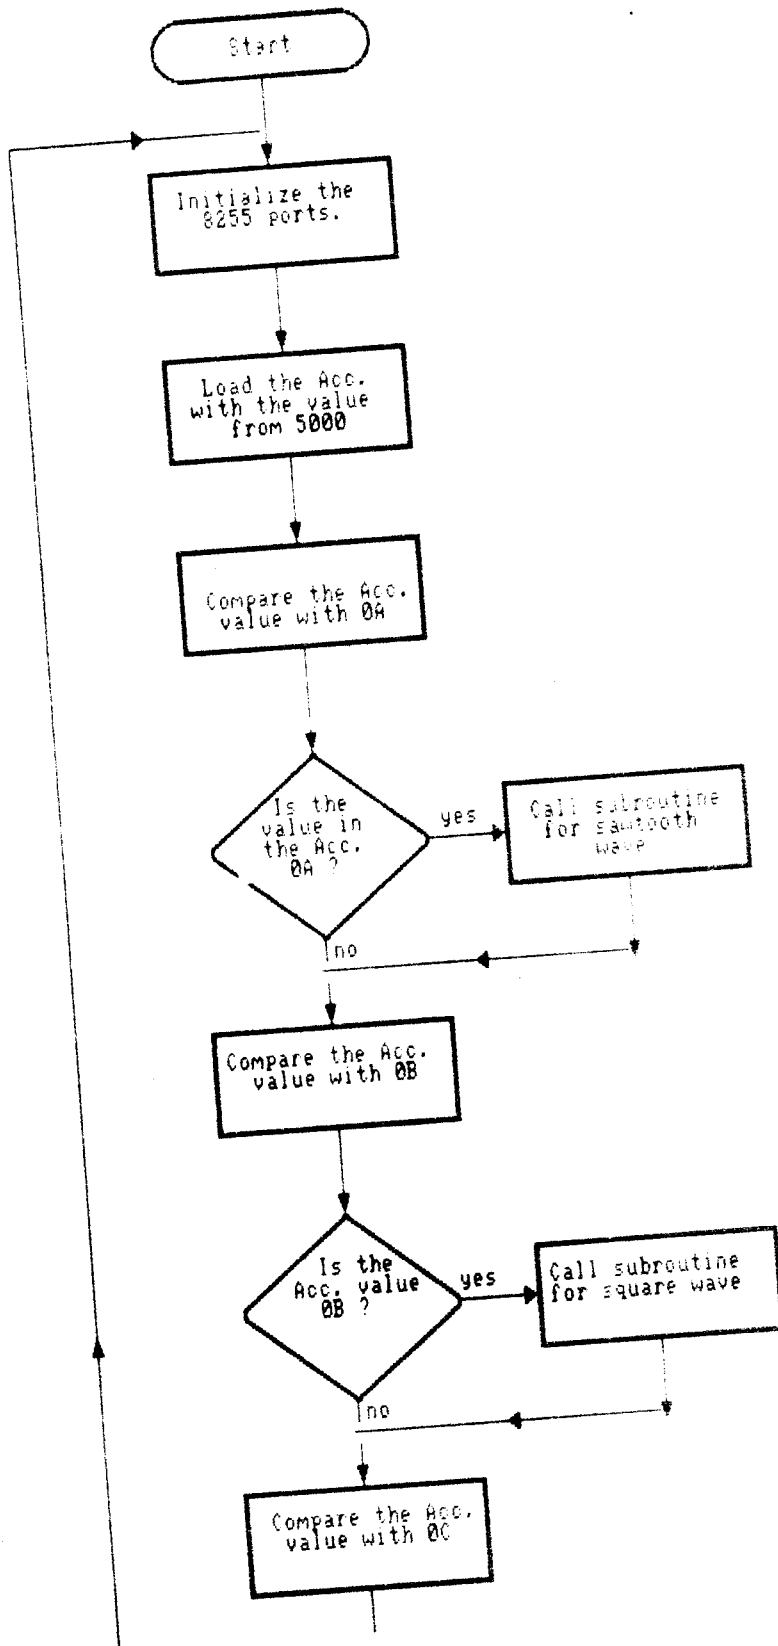 Start
Initialize the
8255 ports.
Load the Acc.
with the value
from 5000
Compare the Acc.
value with 0A
Is the
value in
the Acc.
0A ?
yes
Call subroutine
for sawtooth
wave
no
Compare the Acc.
value with 0B
Is the
Acc. value
0B ?
yes
Call subroutine
for square wave
no
Compare the Acc.
value with 0C